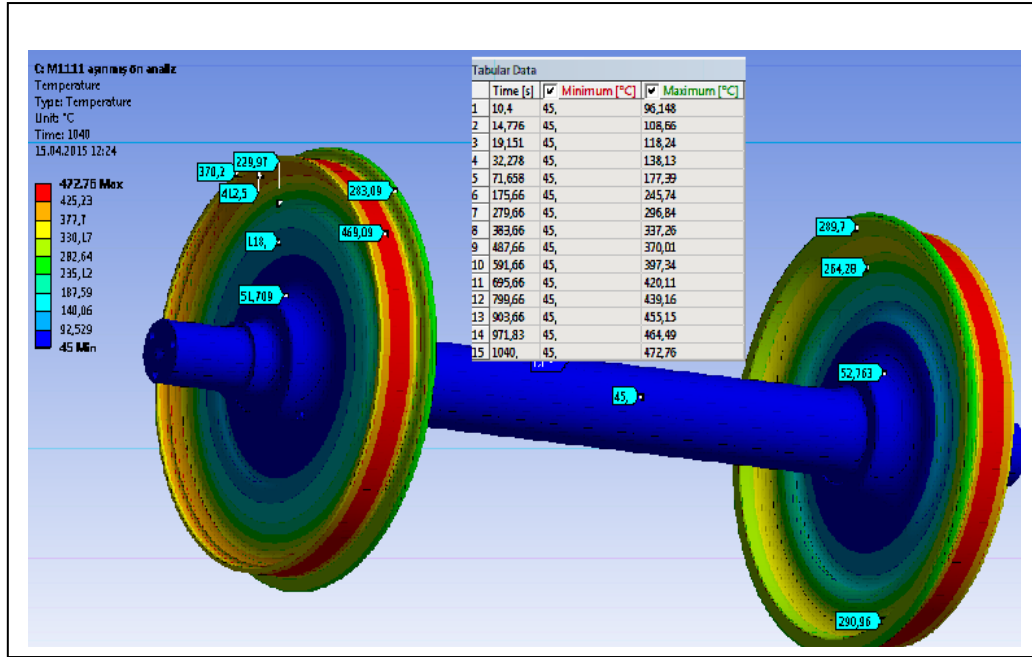 C: M1111 aşınmış ön analiz
Temperature
Type: Temperature
Unit: °C
Time: 1040
15.04.2015 12:24
472,76 Max
425,23
377,7
330,17
282,64
235,12
187,59
140,06
92,529
45 Min
Tabular Data
Time [s] Minimum [°C] Maximum [°C]
1 10,4 45, 96,148
2 14,776 45, 108,66
3 19,151 45, 118,24
4 32,278 45, 138,13
5 71,658 45, 177,39
6 175,66 45, 245,74
7 279,66 45, 296,84
8 383,66 45, 337,26
9 487,66 45, 370,01
10 591,66 45, 397,34
11 695,66 45, 420,11
12 799,66 45, 439,16
13 903,66 45, 455,15
14 971,83 45, 464,49
15 1040, 45, 472,76
229,97
370,2
412,5
283,09
469,09
118,
51,709
45,
289,7
264,28
52,763
290,96